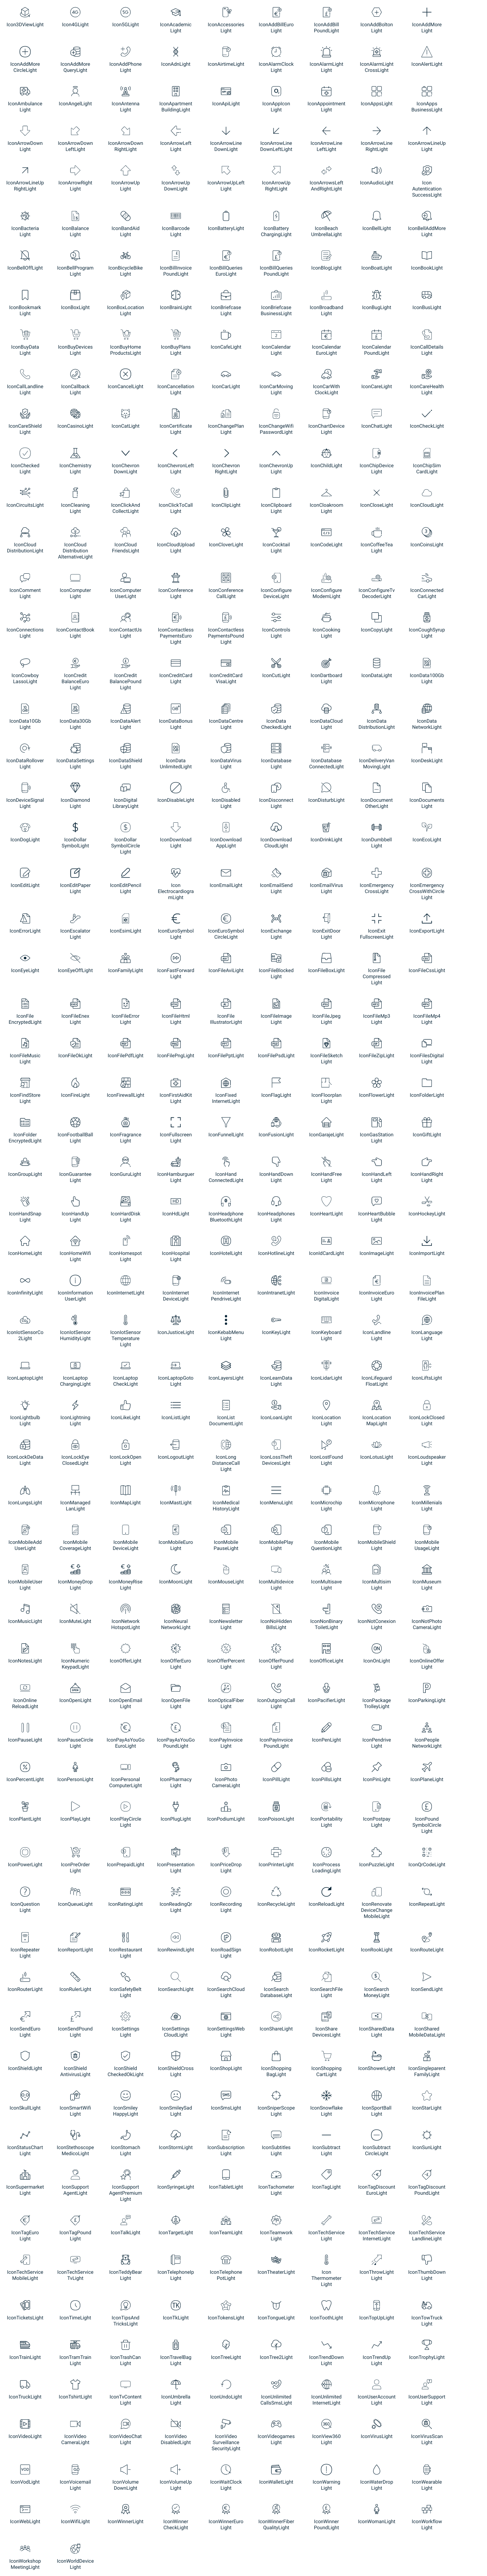 Icon3DViewLight Icon4GLight Icon5GLight IconAcademic Light IconAccessories Light IconAddBillEuro Light IconAddBill PoundLight IconAddBolton Light IconAddMore Light
IconAddMore CircleLight IconAddMore QueryLight IconAddPhone Light IconAdnLight IconAirtimeLight IconAlarmClock Light IconAlarmLight Light IconAlarmLight CrossLight IconAlertLight
IconAmbulance Light IconAngelLight IconAntenna Light IconApartment BuildingLight IconApiLight IconAppIcon Light IconAppointment Light IconAppsLight IconApps BusinessLight
IconArrowDown Light IconArrowDown LeftLight IconArrowDown RightLight IconArrowLeft Light IconArrowLine DownLight IconArrowLine DownLeftLight IconArrowLine LeftLight IconArrowLine RightLight IconArrowLineUp Light
IconArrowLineUp RightLight IconArrowRight Light IconArrowUp Light IconArrowUp DownLight IconArrowUpLeft Light IconArrowUp RightLight IconArrowsLeft AndRightLight IconAudioLight Icon Autentication SuccessLight
IconBacteria Light IconBalance Light IconBandAid Light IconBarcode Light IconBatteryLight IconBattery ChargingLight IconBeach UmbrellaLight IconBellLight IconBellAddMore Light
IconBellOffLight IconBellProgram Light IconBicycleBike Light IconBillInvoice PoundLight IconBillQueries EuroLight IconBillQueries PoundLight IconBlogLight IconBoatLight IconBookLight
IconBookmark Light IconBoxLight IconBoxLocation Light IconBrainLight IconBriefcase Light IconBriefcase BusinessLight IconBroadband Light IconBugLight IconBusLight
IconBuyData Light IconBuyDevices Light IconBuyHome ProductsLight IconBuyPlans Light IconCafeLight IconCalendar Light IconCalendar EuroLight IconCalendar PoundLight IconCallDetails Light
IconCallLandline Light IconCallback Light IconCancelLight IconCancellation Light IconCarLight IconCarMoving Light IconCarWith ClockLight IconCareLight IconCareHealth Light
IconCareShield Light IconCasinoLight IconCatLight IconCertificate Light IconChangePlan Light IconChangeWifi PasswordLight IconChartDevice Light IconChatLight IconCheckLight
IconChecked Light IconChemistry Light IconChevron DownLight IconChevronLeft Light IconChevron RightLight IconChevronUp Light IconChildLight IconChipDevice Light IconChipSim CardLight
IconCircuitsLight IconCleaning Light IconClickAnd CollectLight IconClickToCall Light IconClipLight IconClipboard Light IconCloakroom Light IconCloseLight IconCloudLight
IconCloud DistributionLight IconCloud Distribution AlternativeLight IconCloud FriendsLight IconCloudUpload Light IconCloverLight IconCocktail Light IconCodeLight IconCoffeeTea Light IconCoinsLight
IconComment Light IconComputer Light IconComputer UserLight IconConference Light IconConference CallLight IconConfigure DeviceLight IconConfigure ModemLight IconConfigureTv DecoderLight IconConnected CarLight
IconConnections Light IconContactBook Light IconContactUs Light IconContactless PaymentsEuro Light IconContactless PaymentsPound Light IconControls Light IconCooking Light IconCopyLight IconCoughSyrup Light
IconCowboy LassoLight IconCredit BalanceEuro Light IconCredit BalancePound Light IconCreditCard Light IconCreditCard VisaLight IconCutLight IconDartboard Light IconDataLight IconData100Gb Light
IconData10Gb Light IconData30Gb Light IconDataAlert Light IconDataBonus Light IconDataCentre Light IconData CheckedLight IconDataCloud Light IconData DistributionLight IconData NetworkLight
IconDataRollover Light IconDataSettings Light IconDataShield Light IconData UnlimitedLight IconDataVirus Light IconDatabase Light IconDatabase ConnectedLight IconDeliveryVan MovingLight IconDeskLight
IconDeviceSignal Light IconDiamond Light IconDigital LibraryLight IconDisableLight IconDisabled Light IconDisconnect Light IconDisturbLight IconDocument OtherLight IconDocuments Light
IconDogLight IconDollar SymbolLight IconDollar SymbolCircle Light IconDownload Light IconDownload AppLight IconDownload CloudLight IconDrinkLight IconDumbbell Light IconEcoLight
IconEditLight IconEditPaper Light IconEditPencil Light Icon Electrocardiogra mLight IconEmailLight IconEmailSend Light IconEmailVirus Light IconEmergency CrossLight IconEmergency CrossWithCircle Light
IconErrorLight IconEscalator Light IconEsimLight IconEuroSymbol Light IconEuroSymbol CircleLight IconExchange Light IconExitDoor Light IconExit FullscreenLight IconExportLight
IconEyeLight IconEyeOffLight IconFamilyLight IconFastForward Light IconFileAviLight IconFileBlocked Light IconFileBoxLight IconFile Compressed Light IconFileCssLight
IconFile EncryptedLight IconFileEnex Light IconFileError Light IconFileHtml Light IconFile IllustratorLight IconFileImage Light IconFileJpeg Light IconFileMp3 Light IconFileMp4 Light
IconFileMusic Light IconFileOkLight IconFilePdfLight IconFilePngLight IconFilePptLight IconFilePsdLight IconFileSketch Light IconFileZipLight IconFilesDigital Light
IconFindStore Light IconFireLight IconFirewallLight IconFirstAidKit Light IconFixed InternetLight IconFlagLight IconFloorplan Light IconFlowerLight IconFolderLight
IconFolder EncryptedLight IconFootballBall Light IconFragrance Light IconFullscreen Light IconFunnelLight IconFusionLight IconGarajeLight IconGasStation Light IconGiftLight
IconGroupLight IconGuarantee Light IconGuruLight IconHamburguer Light IconHand ConnectedLight IconHandDown Light IconHandFree Light IconHandLeft Light IconHandRight Light
IconHandSnap Light IconHandUp Light IconHardDisk Light IconHdLight IconHeadphone BluetoothLight IconHeadphones Light IconHeartLight IconHeartBubble Light IconHockeyLight
IconHomeLight IconHomeWifi Light IconHomespot Light IconHospital Light IconHotelLight IconHotlineLight IconIdCardLight IconImageLight IconImportLight
IconInfinityLight IconInformation UserLight IconInternetLight IconInternet DeviceLight IconInternet PendriveLight IconIntranetLight IconInvoice DigitalLight IconInvoiceEuro Light IconInvoicePlan FileLight
IconIotSensorCo 2Light IconIotSensor HumidityLight IconIotSensor Temperature Light IconJusticeLight IconKebabMenu Light IconKeyLight IconKeyboard Light IconLandline Light IconLanguage Light
IconLaptopLight IconLaptop ChargingLight IconLaptop CheckLight IconLaptopGoto Light IconLayersLight IconLearnData Light IconLidarLight IconLifeguard FloatLight IconLiftsLight
IconLightbulb Light IconLightning Light IconLikeLight IconListLight IconList DocumentLight IconLoanLight IconLocation Light IconLocation MapLight IconLockClosed Light
IconLockDeData Light IconLockEye ClosedLight IconLockOpen Light IconLogoutLight IconLong DistanceCall Light IconLossTheft DevicesLight IconLostFound Light IconLotusLight IconLoudspeaker Light
IconLungsLight IconManaged LanLight IconMapLight IconMastLight IconMedical HistoryLight IconMenuLight IconMicrochip Light IconMicrophone Light IconMillenials Light
IconMobileAdd UserLight IconMobile CoverageLight IconMobile DeviceLight IconMobileEuro Light IconMobile PauseLight IconMobilePlay Light IconMobile QuestionLight IconMobileShield Light IconMobile UsageLight
IconMobileUser Light IconMoneyDrop Light IconMoneyRise Light IconMoonLight IconMouseLight IconMultidevice Light IconMultisave Light IconMultisim Light IconMuseum Light
IconMusicLight IconMuteLight IconNetwork HotspotLight IconNeural NetworkLight IconNewsletter Light IconNoHidden BillsLight IconNonBinary ToiletLight IconNotConexion Light IconNotPhoto CameraLight
IconNotesLight IconNumeric KeypadLight IconOfferLight IconOfferEuro Light IconOfferPercent Light IconOfferPound Light IconOfficeLight IconOnLight IconOnlineOffer Light
IconOnline ReloadLight IconOpenLight IconOpenEmail Light IconOpenFile Light IconOpticalFiber Light IconOutgoingCall Light IconPacifierLight IconPackage TrolleyLight IconParkingLight
IconPauseLight IconPauseCircle Light IconPayAsYouGo EuroLight IconPayAsYouGo PoundLight IconPayInvoice Light IconPayInvoice PoundLight IconPenLight IconPendrive Light IconPeople NetworkLight
IconPercentLight IconPersonLight IconPersonal ComputerLight IconPharmacy Light IconPhoto CameraLight IconPillLight IconPillsLight IconPinLight IconPlaneLight
IconPlantLight IconPlayLight IconPlayCircle Light IconPlugLight IconPodiumLight IconPoisonLight IconPortability Light IconPostpay Light IconPound SymbolCircle Light
IconPowerLight IconPreOrder Light IconPrepaidLight IconPresentation Light IconPriceDrop Light IconPrinterLight IconProcess LoadingLight IconPuzzleLight IconQrCodeLight
IconQuestion Light IconQueueLight IconRatingLight IconReadingQr Light IconRecording Light IconRecycleLight IconReloadLight IconRenovate DeviceChange MobileLight IconRepeatLight
IconRepeater Light IconReportLight IconRestaurant Light IconRewindLight IconRoadSign Light IconRobotLight IconRocketLight IconRookLight IconRouteLight
IconRouterLight IconRulerLight IconSafetyBelt Light IconSearchLight IconSearchCloud Light IconSearch DatabaseLight IconSearchFile Light IconSearch MoneyLight IconSendLight
IconSendEuro Light IconSendPound Light IconSettings Light IconSettings CloudLight IconSettingsWeb Light IconShareLight IconShare DevicesLight IconSharedData Light IconShared MobileDataLight
IconShieldLight IconShield AntivirusLight IconShield CheckedOkLight IconShieldCross Light IconShopLight IconShopping BagLight IconShopping CartLight IconShowerLight IconSingleparent FamilyLight
IconSkullLight IconSmartWifi Light IconSmiley HappyLight IconSmileySad Light IconSmsLight IconSniperScope Light IconSnowflake Light IconSportBall Light IconStarLight
IconStatusChart Light IconStethoscope MedicoLight IconStomach Light IconStormLight IconSubscription Light IconSubtitles Light IconSubtract Light IconSubtract CircleLight IconSunLight
IconSupermarket Light IconSupport AgentLight IconSupport AgentPremium Light IconSyringeLight IconTabletLight IconTachometer Light IconTagLight IconTagDiscount EuroLight IconTagDiscount PoundLight
IconTagEuro Light IconTagPound Light IconTalkLight IconTargetLight IconTeamLight IconTeamwork Light IconTechService Light IconTechService InternetLight IconTechService LandlineLight
IconTechService MobileLight IconTechService TvLight IconTeddyBear Light IconTelephoneIp Light IconTelephone PotLight IconTheaterLight Icon Thermometer Light IconThrowLight Light IconThumbDown Light
IconTicketsLight IconTimeLight IconTipsAnd TricksLight IconTkLight IconTokensLight IconTongueLight IconToothLight IconTopUpLight IconTowTruck Light
IconTrainLight IconTramTrain Light IconTrashCan Light IconTravelBag Light IconTreeLight IconTree2Light IconTrendDown Light IconTrendUp Light IconTrophyLight
IconTruckLight IconTshirtLight IconTvContent Light IconUmbrella Light IconUndoLight IconUnlimited CallsSmsLight IconUnlimited InternetLight IconUserAccount Light IconUserSupport Light
IconVideoLight IconVideo CameraLight IconVideoChat Light IconVideo DisabledLight IconVideo Surveillance SecurityLight IconVideogames Light IconView360 Light IconVirusLight IconVirusScan Light
IconVodLight IconVoicemail Light IconVolume DownLight IconVolumeUp Light IconWaitClock Light IconWalletLight IconWarning Light IconWaterDrop Light IconWearable Light
IconWebLight IconWifiLight IconWinnerLight IconWinner CheckLight IconWinnerEuro Light IconWinnerFiber QualityLight IconWinner PoundLight IconWomanLight IconWorkflow Light
IconWorkshop MeetingLight IconWorldDevice Light